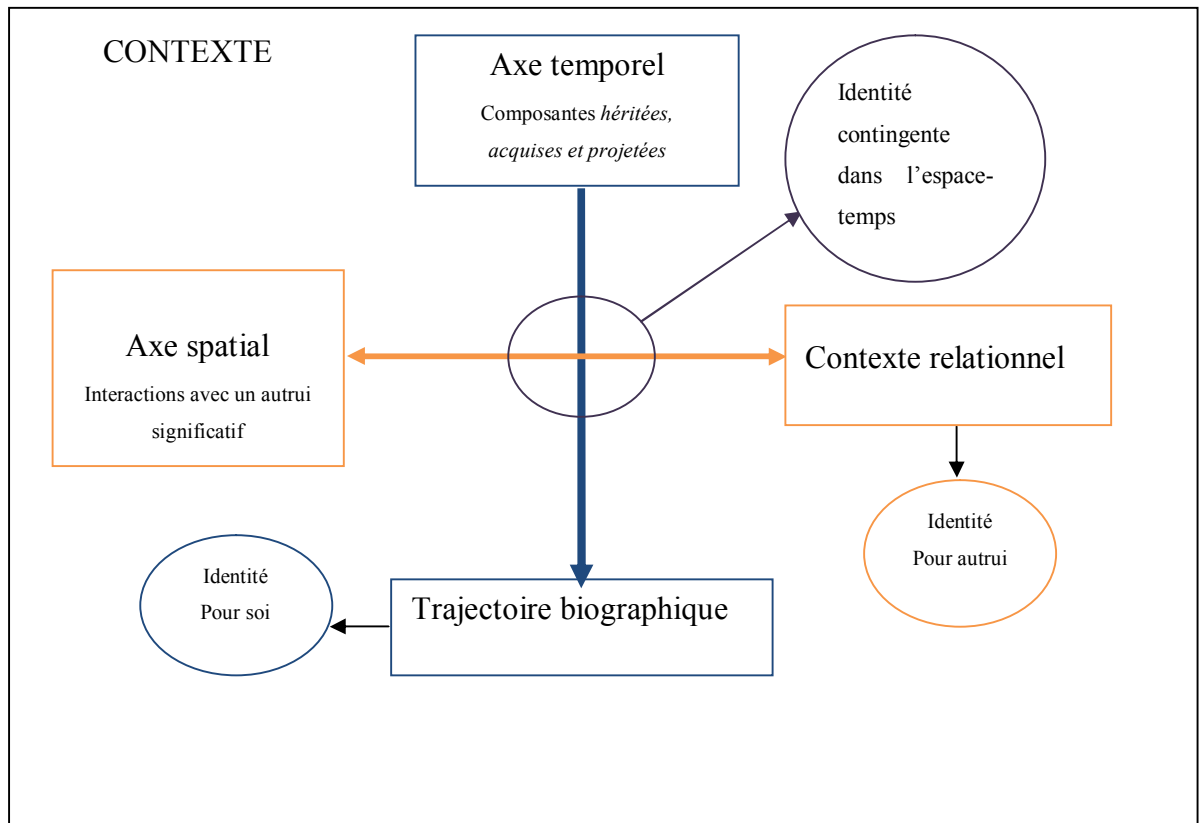 CONTEXTE
Axe temporel
Composantes héritées,
acquises et projetées
Identité
contingente
dans l’espace-
temps
Axe spatial
Interactions avec un autrui
significatif
Contexte relationnel
Identité
Pour autrui
Identité
Pour soi
Trajectoire biographique